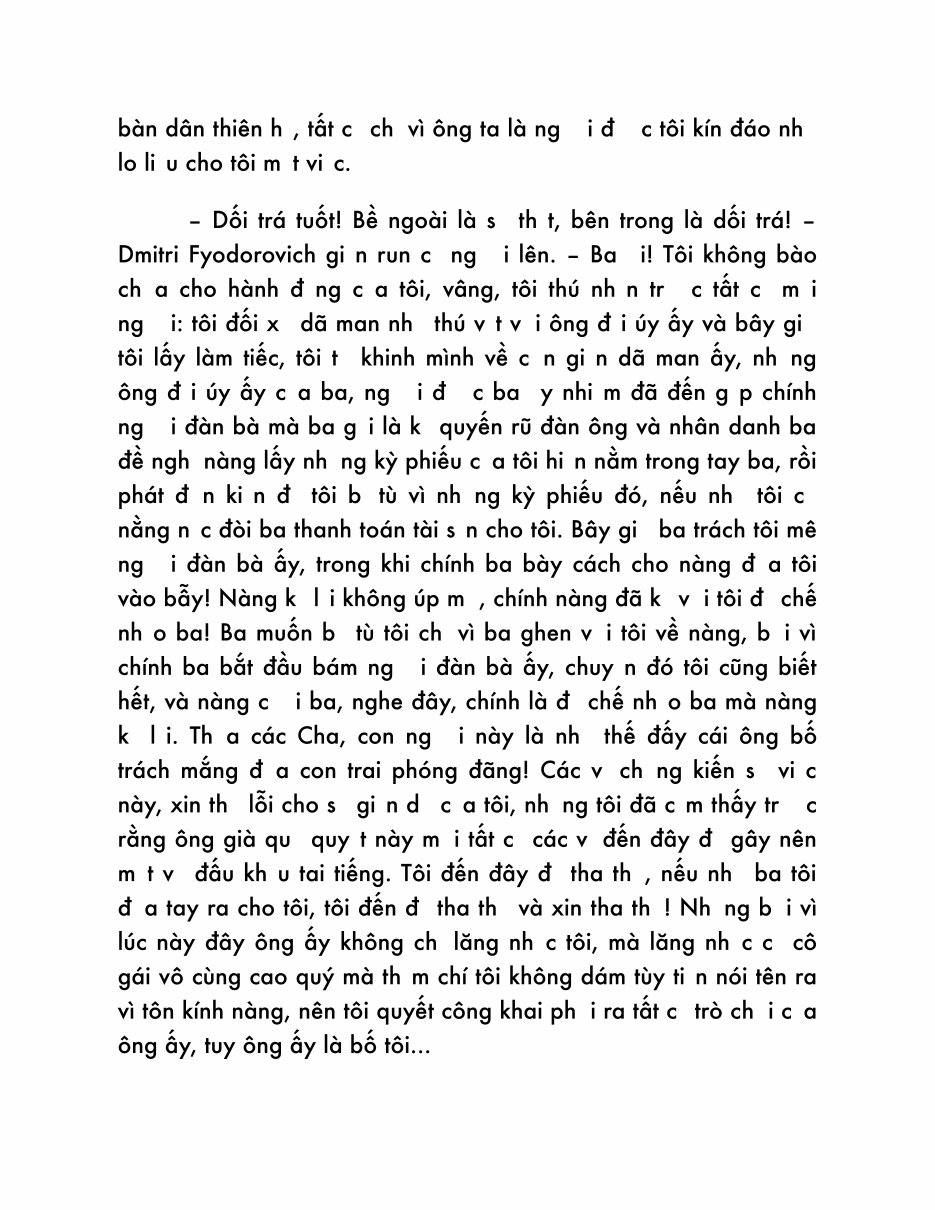 bàn dân thiên h , tất c  ch  vì ông ta là ng  i đ  c tôi kín đáo nh
lo li u cho tôi m t vi c.
– Dối trá tuốt! Bề ngoài là s  th t, bên trong là dối trá! –
Dmitri Fyodorovich gi n run c  ng  i lên. – Ba  i! Tôi không bào
ch a cho hành đ ng c a tôi, vâng, tôi thú nh n tr  c tất c  m i
ng  i: tôi đối x  dã man nh  thú v t v i ông đ i úy ấy và bây gi
tôi lấy làm tiếc, tôi t  khinh mình về c n gi n dã man ấy, nh ng
ông đ i úy ấy c a ba, ng  i đ  c ba  y nhi m đã đến g p chính
ng  i đàn bà mà ba g i là k  quyến rũ đàn ông và nhân danh ba
đề ngh  nàng lấy nh ng kỳ phiếu c a tôi hi n nằm trong tay ba, rồi
phát đ n ki n đ  tôi b  tù vì nh ng kỳ phiếu đó, nếu nh  tôi c
nằng n c đòi ba thanh toán tài s n cho tôi. Bây gi  ba trách tôi mê
ng  i đàn bà ấy, trong khi chính ba bày cách cho nàng đ a tôi
vào bẫy! Nàng k  l i không úp m , chính nàng đã k  v i tôi đ  chế
nh o ba! Ba muốn b  tù tôi ch  vì ba ghen v i tôi về nàng, b i vì
chính ba bắt đầu bám ng  i đàn bà ấy, chuy n đó tôi cũng biết
hết, và nàng c  i ba, nghe đây, chính là đ  chế nh o ba mà nàng
k  l i. Th a các Cha, con ng  i này là nh  thế đấy cái ông bố
trách mắng đ a con trai phóng đãng! Các v  ch ng kiến s  vi c
này, xin th  lỗi cho s  gi n d  c a tôi, nh ng tôi đã c m thấy tr  c
rằng ông già qu  quy t này m i tất c  các v  đến đây đ  gây nên
m t v  đấu kh u tai tiếng. Tôi đến đây đ  tha th , nếu nh  ba tôi
đ a tay ra cho tôi, tôi đến đ  tha th  và xin tha th ! Nh ng b i vì
lúc này đây ông ấy không ch  lăng nh c tôi, mà lăng nh c c  cô
gái vô cùng cao quý mà th m chí tôi không dám tùy ti n nói tên ra
vì tôn kính nàng, nên tôi quyết công khai ph i ra tất c  trò ch i c a
ông ấy, tuy ông ấy là bố tôi...